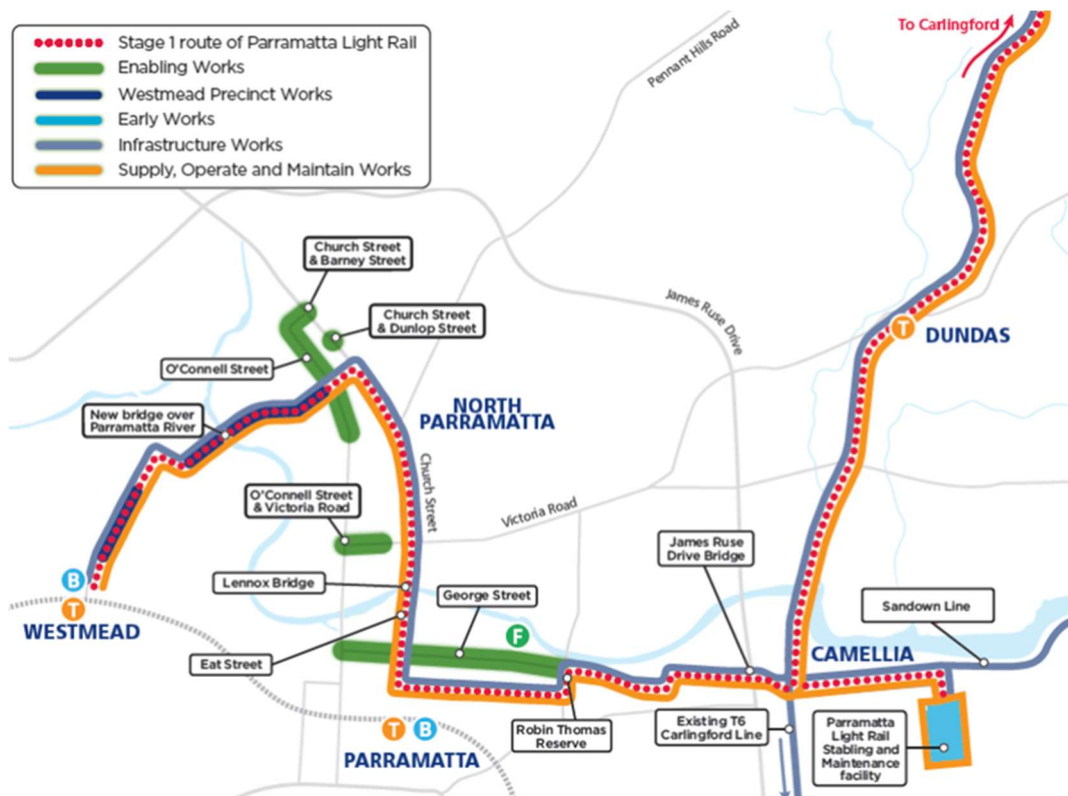 Stage 1 route of Parramatta Light Rail
Enabling Works
Westmead Precinct Works
Early Works
Infrastructure Works
Supply, Operate and Maintain Works
To Carlingford
Pennant Hills Road
Church Street
& Barney Street
Church Street
& Dunlop Street
James Ruse Drive
T
DUNDAS
O'Connell Street
New bridge over
Parramatta River
NORTH
PARRAMATTA
Church Street
O'Connell Street
& Victoria Road
Victoria Road
James Ruse
Drive Bridge
B
T
WESTMEAD
Lennox Bridge
George Street
Sandown Line
F
Eat Street
CAMELLIA
Robin Thomas
Reserve
Existing T6
Carlingford Line
Parramatta
Light Rail
Stabling and
Maintenance
facility
T B
PARRAMATTA